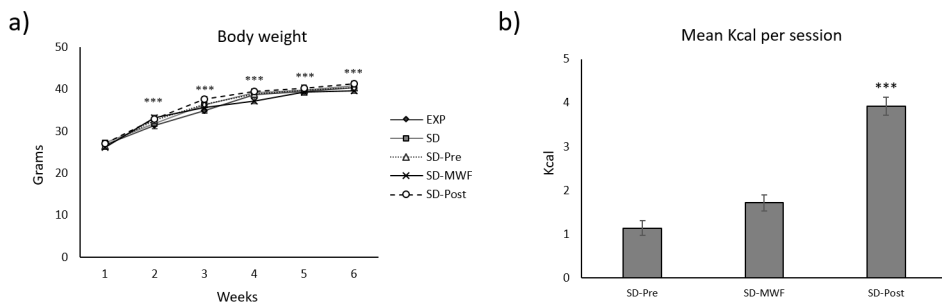 a)
Body weight
50
40
30
20
10
0
Grams
*** *** *** *** ***
1 2 3 4 5 6
Weeks
EXP
SD
SD-Pre
SD-MWF
SD-Post
b)
Mean Kcal per session
5
4
3
2
1
0
Kcal
***
SD-Pre SD-MWF SD-Post